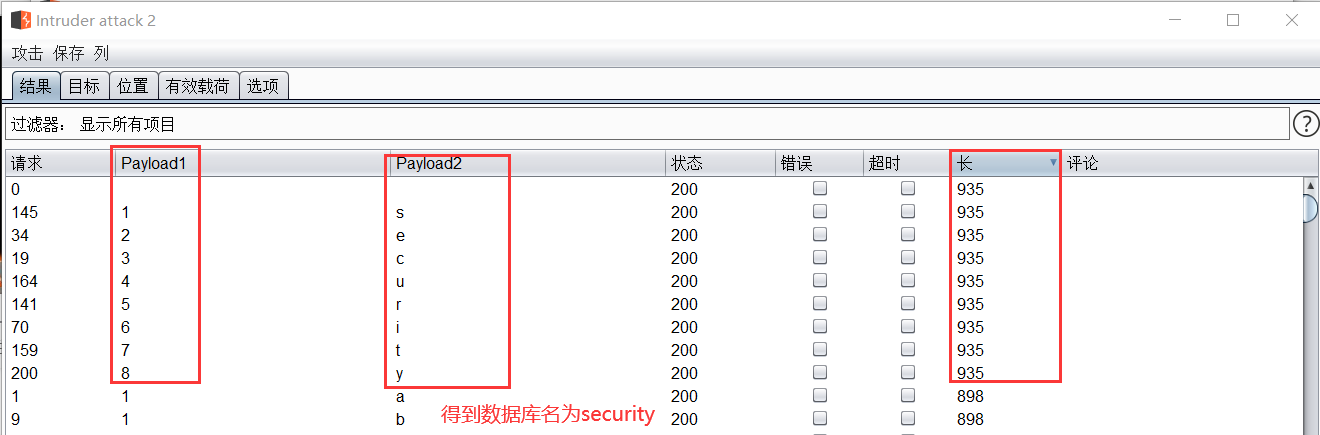 Intruder attack 2
攻击 保存 列
结果 目标 位置 有效载荷 选项
过滤器： 显示所有项目 ?
请求 Payload1 Payload2 状态 错误 超时 长 评论
0 200 935
145 1 s 200 935
34 2 e 200 935
19 3 c 200 935
164 4 u 200 935
141 5 r 200 935
70 6 i 200 935
159 7 t 200 935
200 8 y 200 935
1 1 a 200 898
9 1 b 200 898
得到数据库名为security